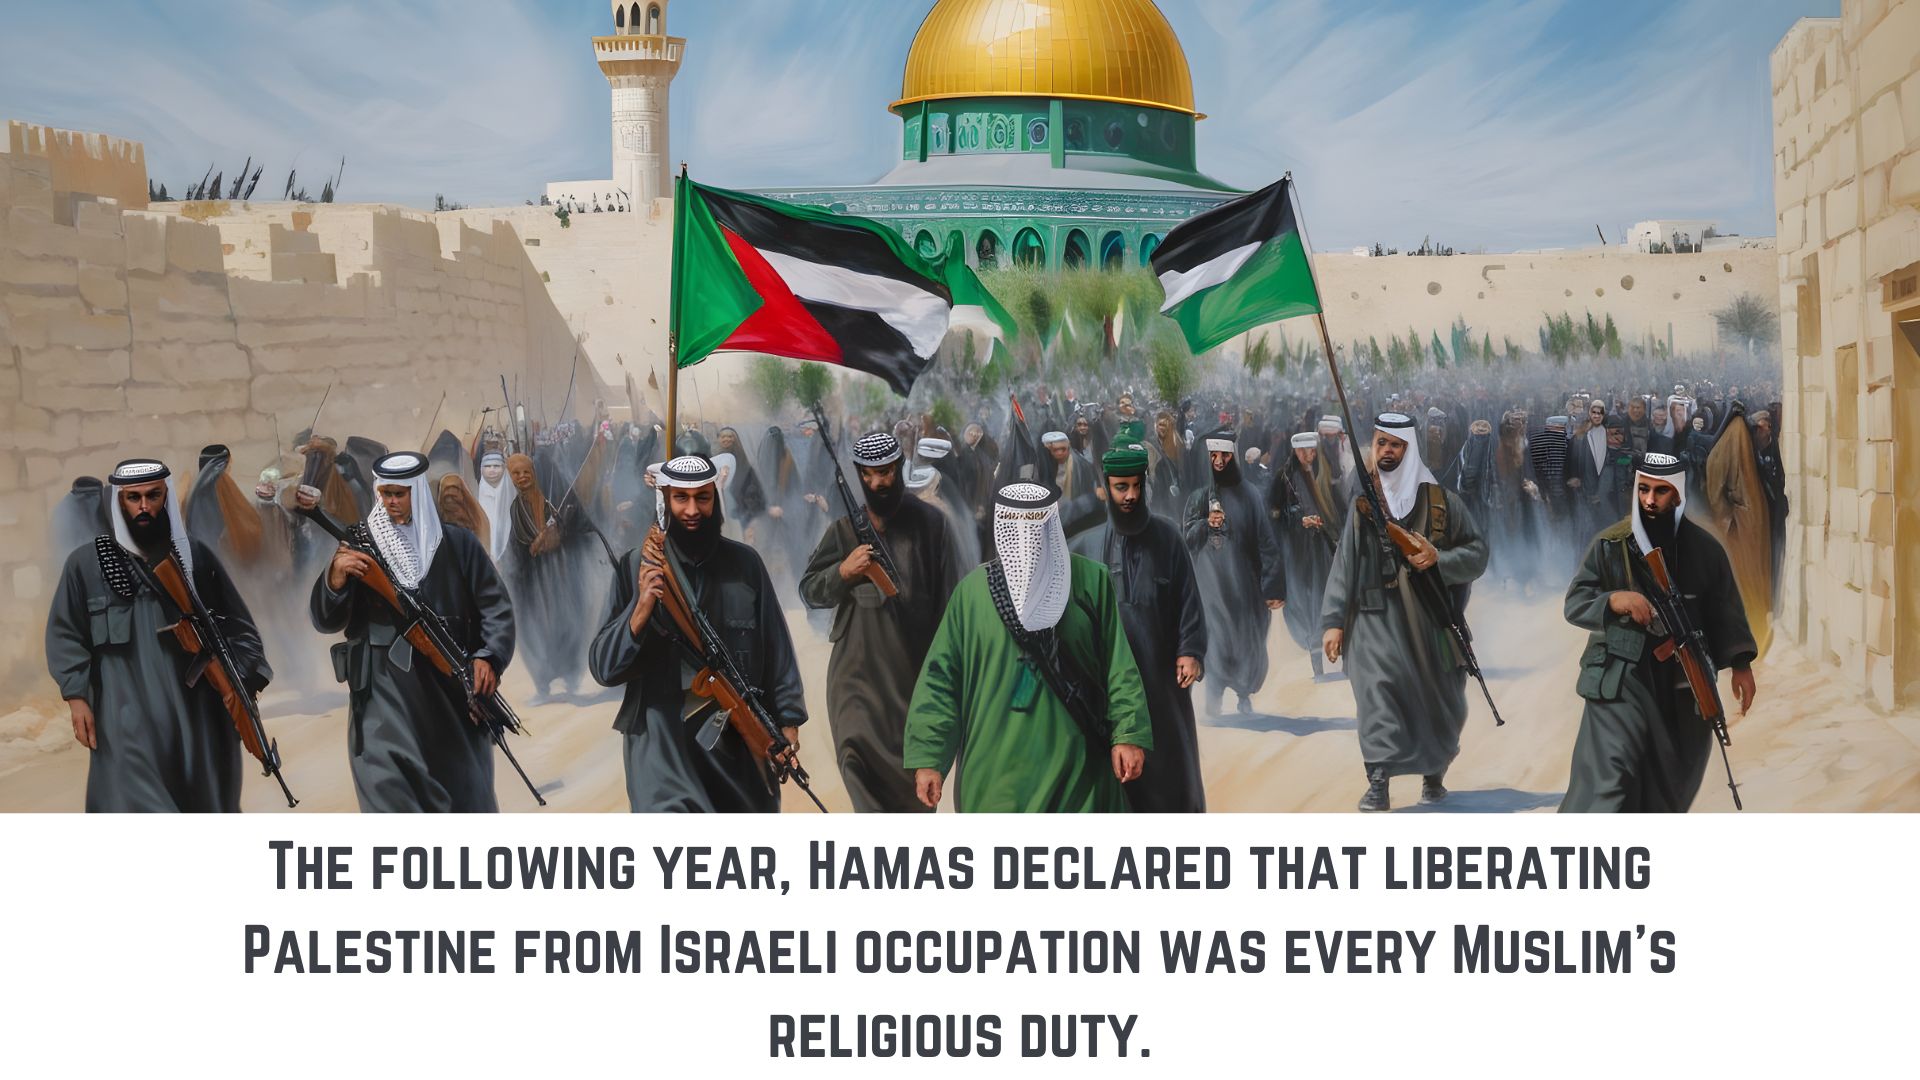 The following year, Hamas declared that liberating
Palestine from Israeli occupation was every Muslim's
religious duty.